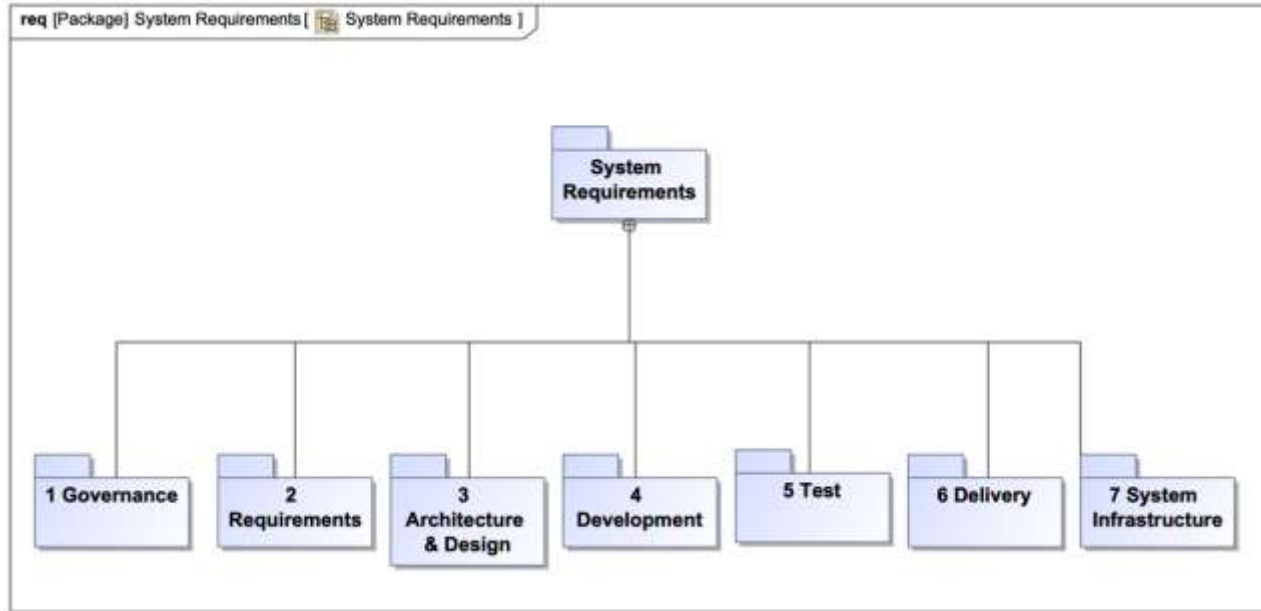 req [Package] System Requirements [ System Requirements ]
System
Requirements
1 Governance
2
Requirements
3
Architecture
& Design
4
Development
5 Test
6 Delivery
7 System
Infrastructure